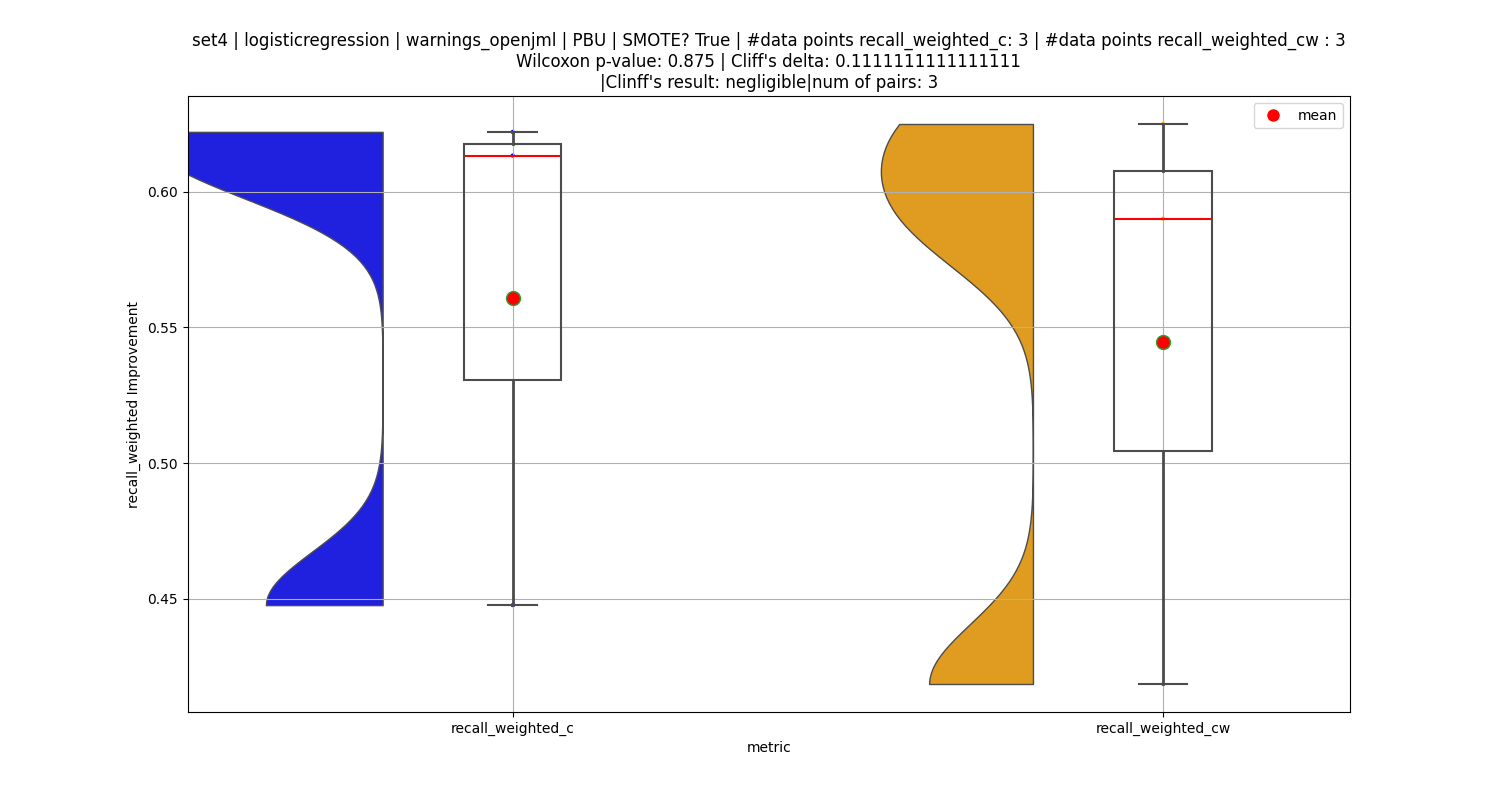 set4 | logisticregression | warnings_openjml | PBU | SMOTE? True | #data points recall_weighted_c: 3 | #data points recall_weighted_cw : 3
Wilcoxon p-value: 0.875 | Cliff's delta: 0.1111111111111111
|Clinff's result: negligible|num of pairs: 3
mean
0.60
0.55
0.50
0.45
recall_weighted Improvement
recall_weighted_c
recall_weighted_cw
metric